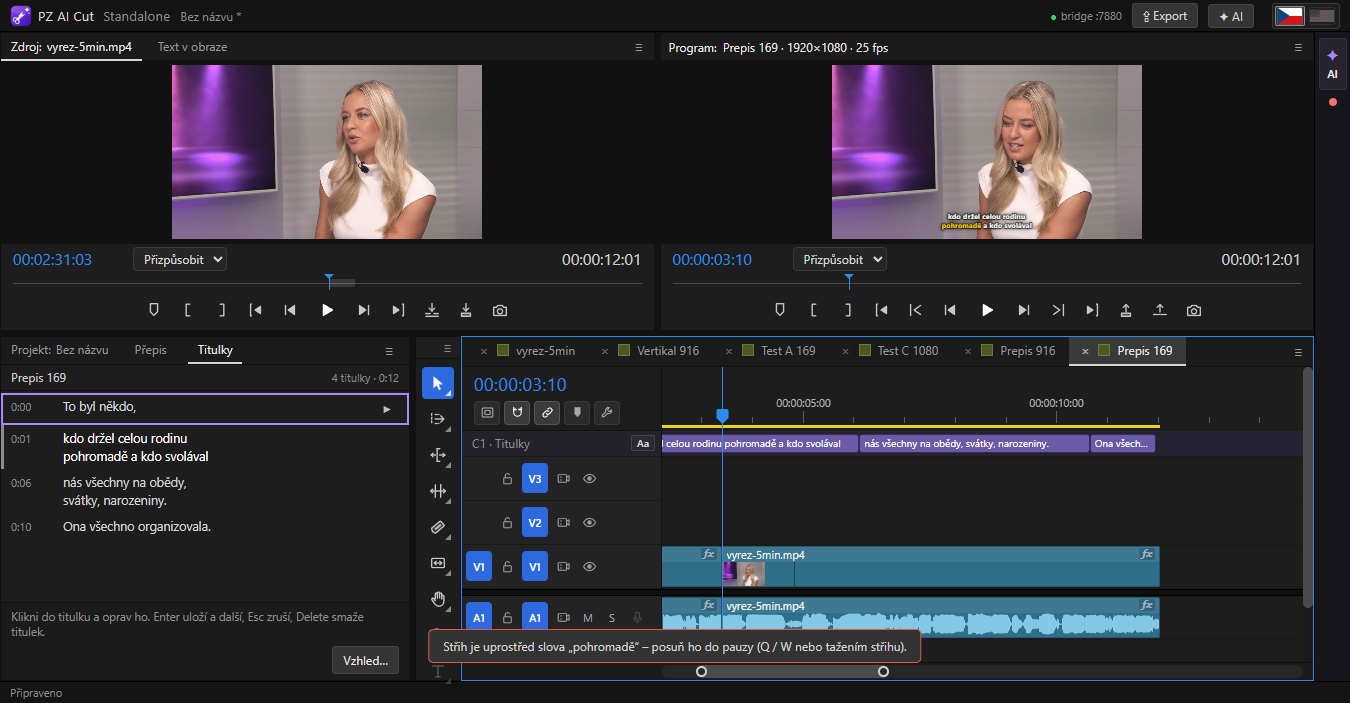 PZ AI Cut Standalone Bez názvu *
bridge :7880
Export
AI
Zdroj: vyrez-5min.mp4
Text v obraze
Program: Prepis 169 · 1920×1080 · 25 fps
AI
kdo držel celou rodinu
pohromadě a kdo svolával
00:02:31:03
Přizpůsobit
00:00:12:01
00:00:03:10
Přizpůsobit
00:00:12:01
Projekt: Bez názvu
Přepis
Titulky
Prepis 169
4 titulky · 0:12
0:00 To byl někdo,
0:01 kdo držel celou rodinu
pohromadě a kdo svolával
0:06 nás všechny na obědy,
svátky, narozeniny.
0:10 Ona všechno organizovala.
Klikni do titulku a oprav ho. Enter uloží a další, Esc zruší, Delete smaže
titulek.
Vzhled...
vyrez-5min
Vertikal 916
Test A 169
Test C 1080
Prepis 916
Prepis 169
00:00:03:10
00:00:05:00
00:00:10:00
C1 · Titulky
Aa
celou rodinu pohromadě a kdo svolával
nás všechny na obědy, svátky, narozeniny.
Ona všech...
V3
V2
V1
V1
fx
vyrez-5min.mp4
fx
A1
A1
M
S
fx
vyrez-5min.mp4
fx
Střih je uprostřed slova „pohromadě“ – posuň ho do pauzy (Q / W nebo tažením střihu).
T
Připraveno